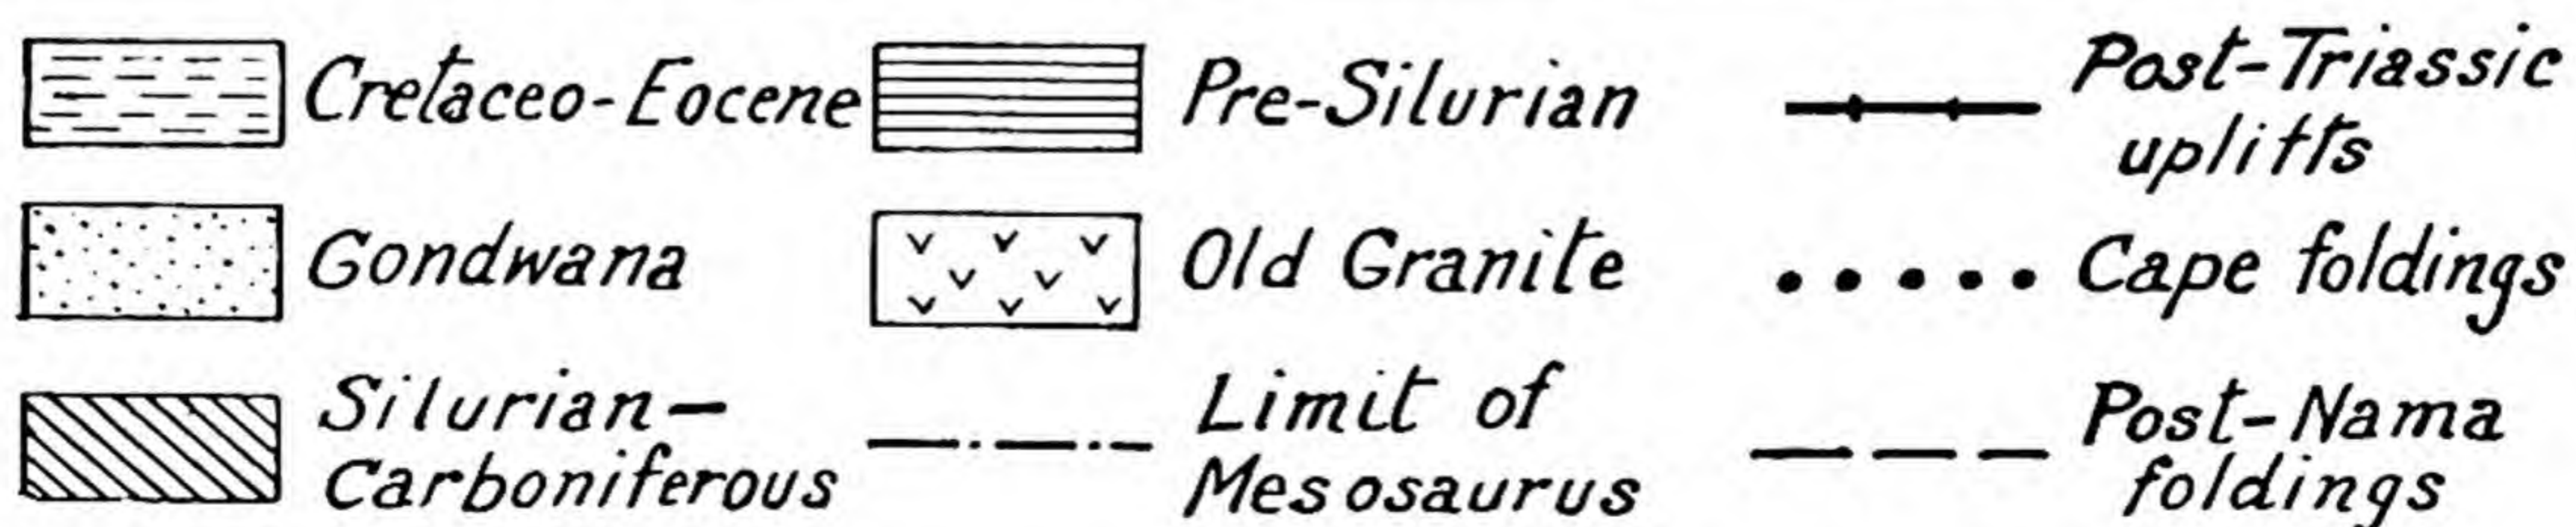 Cretaceo-Eocene
Gondwana
Silurian-
Carboniferous
Pre-Silurian
Old Granite
Limit of
Mesosaurus
Post-Triassic
uplifts
Cape foldings
Post-Nama
foldings